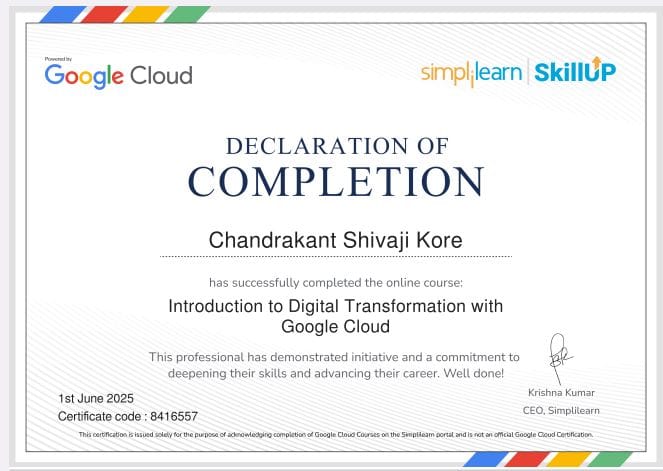 Powered by
Google Cloud
simplilearn | SkillUP
DECLARATION OF
COMPLETION
Chandrakant Shivaji Kore
has successfully completed the online course:
Introduction to Digital Transformation with
Google Cloud
This professional has demonstrated initiative and a commitment to
deepening their skills and advancing their career. Well done!
Krishna Kumar
CEO, Simplilearn
1st June 2025
Certificate code : 8416557
This certification is issued solely for the purpose of acknowledging completion of Google Cloud Courses on the Simplilearn portal and is not an official Google Cloud Certification.